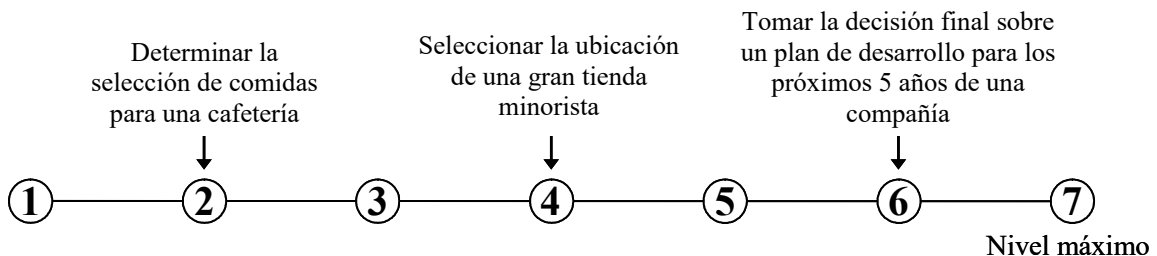 Determinar la
selección de comidas
para una cafetería
Seleccionar la ubicación
de una gran tienda
minorista
Tomar la decisión final sobre
un plan de desarrollo para los
próximos 5 años de una
compañía
1 2 3 4 5 6 7
Nivel máximo